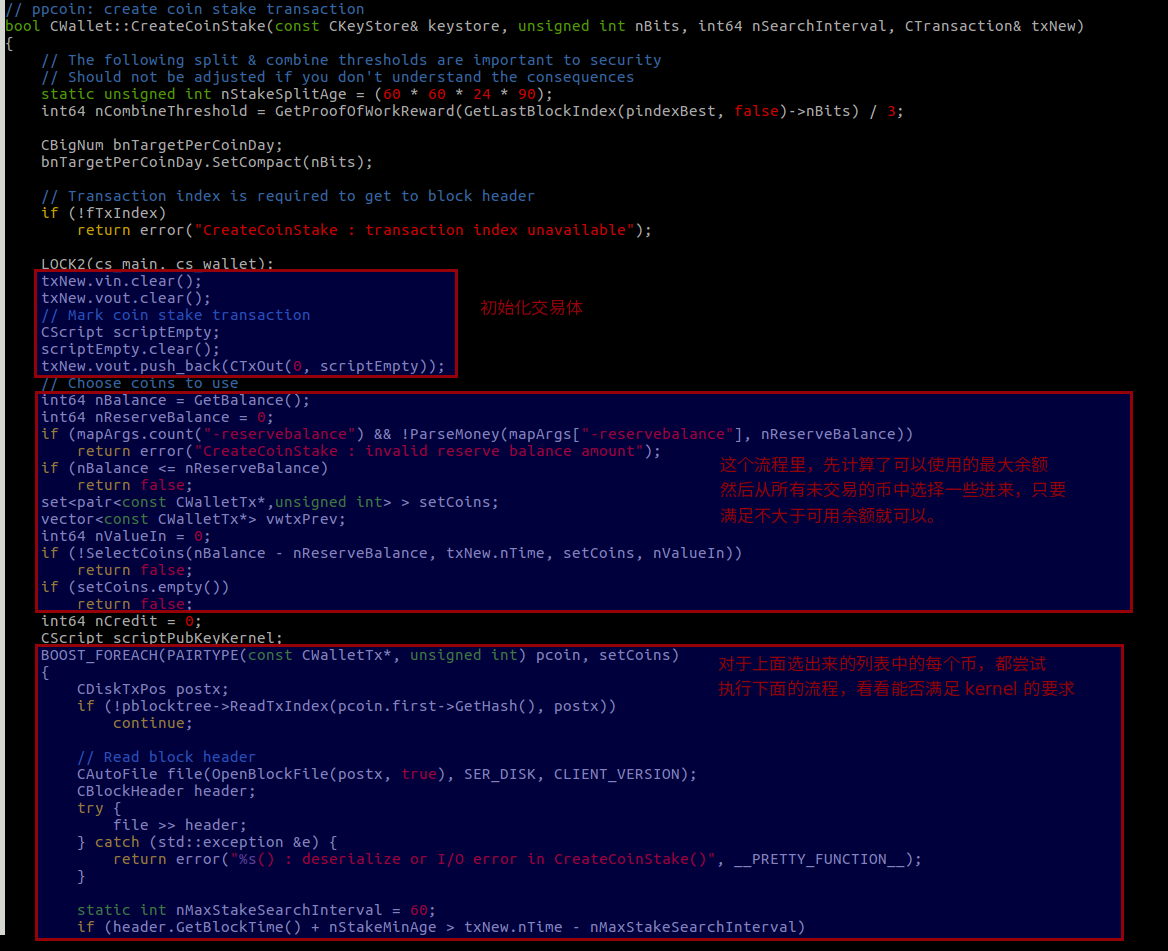 // ppcoin: create coin stake transaction
bool CWallet::CreateCoinStake(const CKeyStore& keystore, unsigned int nBits, int64 nSearchInterval, CTransaction& txNew)
{
    // The following split & combine thresholds are important to security
    // Should not be adjusted if you don't understand the consequences
    static unsigned int nStakeSplitAge = (60 * 60 * 24 * 90);
    int64 nCombineThreshold = GetProofOfWorkReward(GetLastBlockIndex(pindexBest, false)->nBits) / 3;

    CBigNum bnTargetPerCoinDay;
    bnTargetPerCoinDay.SetCompact(nBits);

    // Transaction index is required to get to block header
    if (!fTxIndex)
        return error("CreateCoinStake : transaction index unavailable");

    LOCK2(cs_main, cs_wallet);
    txNew.vin.clear();
    txNew.vout.clear();
初始化交易体
    // Mark coin stake transaction
    CScript scriptEmpty;
    scriptEmpty.clear();
    txNew.vout.push_back(CTxOut(0, scriptEmpty));
    // Choose coins to use
    int64 nBalance = GetBalance();
    int64 nReserveBalance = 0;
    if (mapArgs.count("-reservebalance") && !ParseMoney(mapArgs["-reservebalance"], nReserveBalance))
        return error("CreateCoinStake : invalid reserve balance amount");
    if (nBalance <= nReserveBalance)
        return false;
    set<pair<const CWalletTx*,unsigned int> > setCoins;
    vector<const CWalletTx*> vwtxPrev;
    int64 nValueIn = 0;
    if (!SelectCoins(nBalance - nReserveBalance, txNew.nTime, setCoins, nValueIn))
        return false;
    if (setCoins.empty())
        return false;
这个流程里，先计算了可以使用的最大余额
然后从所有未交易的币中选择一些进来，只要
满足不大于可用余额就可以。
    int64 nCredit = 0;
    CScript scriptPubKeyKernel;
    BOOST_FOREACH(PAIRTYPE(const CWalletTx*, unsigned int) pcoin, setCoins)
    {
        CDiskTxPos postx;
        if (!pblocktree->ReadTxIndex(pcoin.first->GetHash(), postx))
            continue;
对于上面选出来的列表中的每个币，都尝试
执行下面的流程，看看能否满足 kernel 的要求

        // Read block header
        CAutoFile file(OpenBlockFile(postx, true), SER_DISK, CLIENT_VERSION);
        CBlockHeader header;
        try {
            file >> header;
        } catch (std::exception &e) {
            return error("%s() : deserialize or I/O error in CreateCoinStake()", __PRETTY_FUNCTION__);
        }

        static int nMaxStakeSearchInterval = 60;
        if (header.GetBlockTime() + nStakeMinAge > txNew.nTime - nMaxStakeSearchInterval)